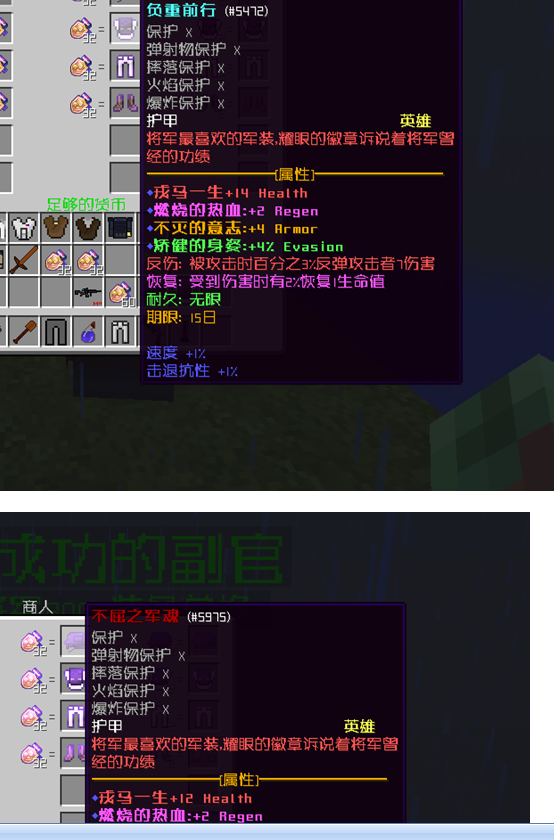 负重前行 (#5472)
保护 X
弹射物保护 X
摔落保护 X
火焰保护 X
爆炸保护 X
护甲 英雄
将军最喜欢的军装,耀眼的徽章诉说着将军曾
经的功绩
[属性]
◆戎马一生+14 Health
◆燃烧的热血:+2 Regen
◆不灭的意志:+4 Armor
◆矫健的身姿:+4% Evasion
反伤: 被攻击时百分之3%反弹攻击者7伤害
恢复: 受到伤害时有2%恢复1生命值
耐久: 无限
期限: 15日
速度 +1%
击退抗性 +1%
32
32
32
足够的货币
32
32
60
成功的副官
商人
不屈之军魂 (#5975)
保护 X
弹射物保护 X
摔落保护 X
火焰保护 X
爆炸保护 X
护甲 英雄
将军最喜欢的军装,耀眼的徽章诉说着将军曾
经的功绩
[属性]
◆戎马一生+12 Health
◆燃烧的热血:+2 Regen
32 =
32 =
32 =
32 =